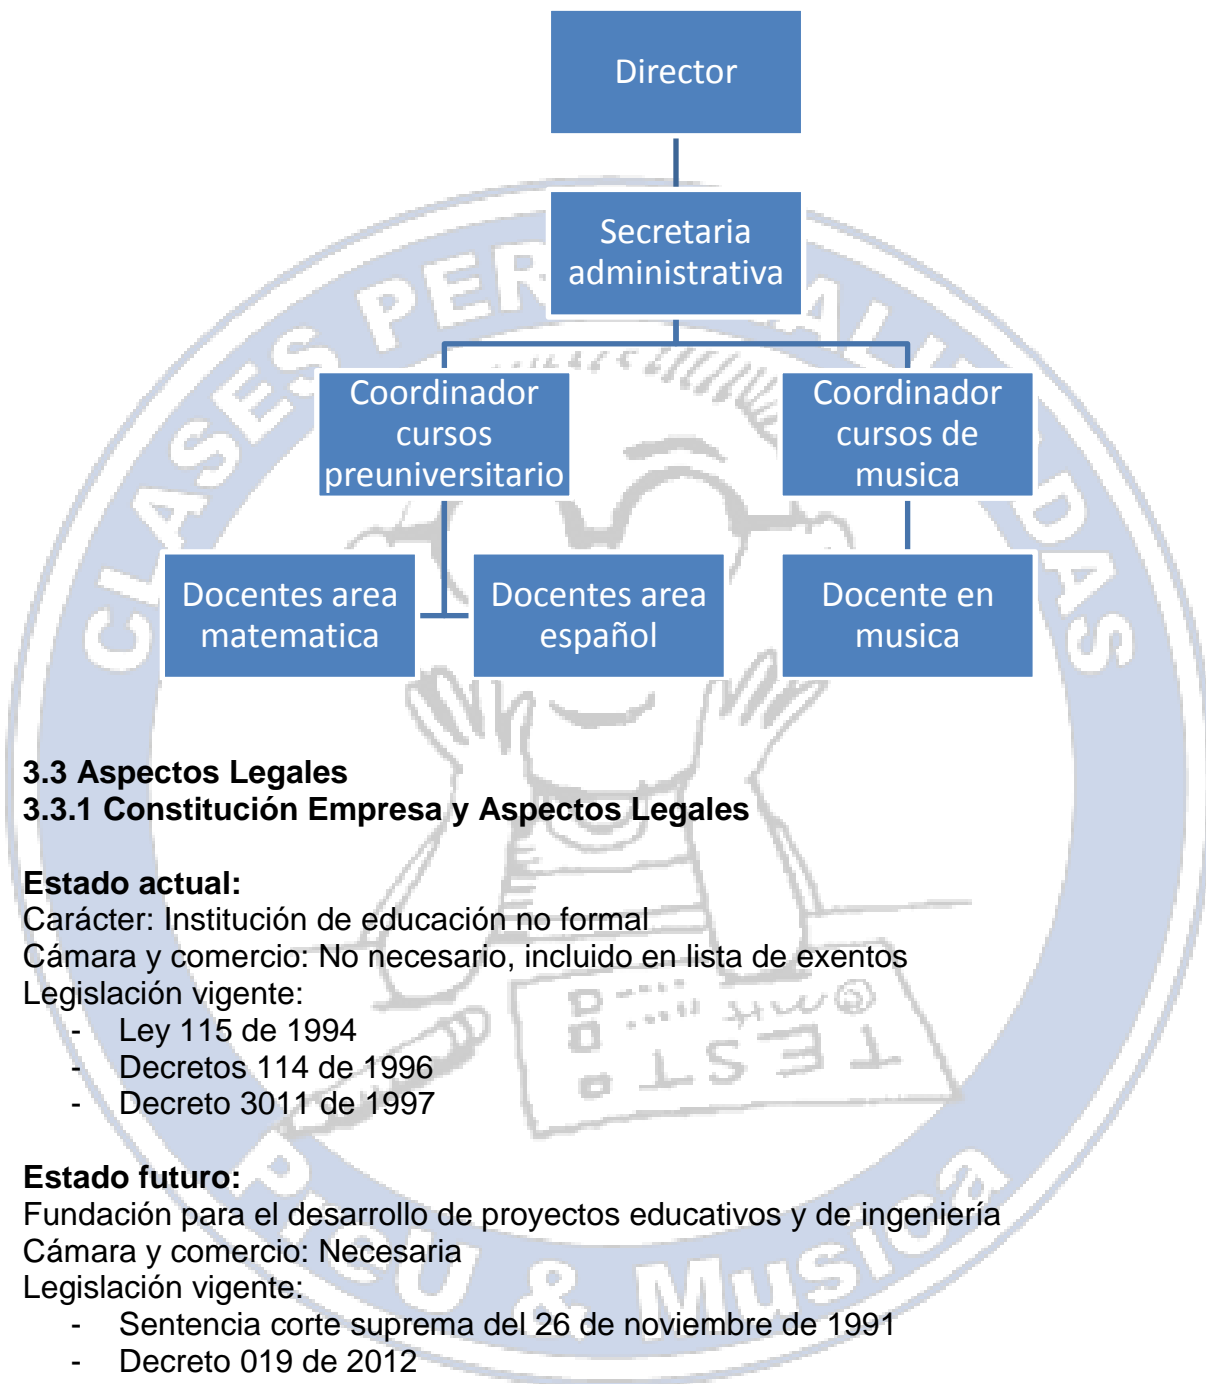 Director
Secretaria
administrativa
Coordinador
cursos
preuniversitario
Coordinador
cursos de
musica
Docentes area
matematica
Docentes area
español
Docente en
musica
3.3 Aspectos Legales
3.3.1 Constitución Empresa y Aspectos Legales
Estado actual:
Carácter: Institución de educación no formal
Cámara y comercio: No necesario, incluido en lista de exentos
Legislación vigente:
- Ley 115 de 1994
- Decretos 114 de 1996
- Decreto 3011 de 1997
Estado futuro:
Fundación para el desarrollo de proyectos educativos y de ingeniería
Cámara y comercio: Necesaria
Legislación vigente:
- Sentencia corte suprema del 26 de noviembre de 1991
- Decreto 019 de 2012
CLASES
PreU & Musica
TEST